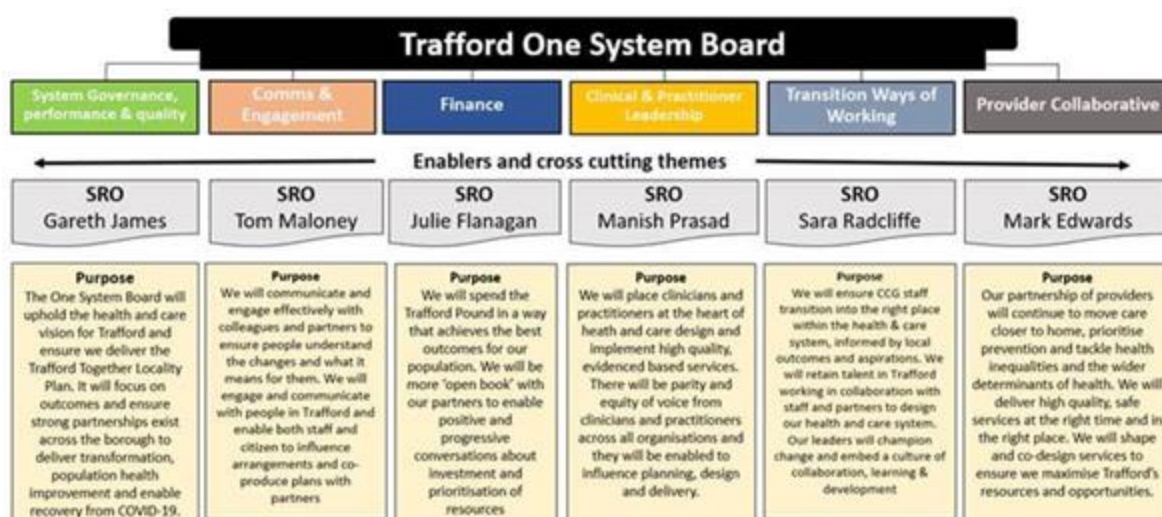 Trafford One System Board
System Governance,
performance & quality
Comms &
Engagement
Finance
Clinical & Practitioner
Leadership
Transition Ways of
Working
Provider Collaborative
Enablers and cross cutting themes
SRO
Gareth James
SRO
Tom Maloney
SRO
Julie Flanagan
SRO
Manish Prasad
SRO
Sara Radcliffe
SRO
Mark Edwards
Purpose
The One System Board will
uphold the health and care
vision for Trafford and
ensure we deliver the
Trafford Together Locality
Plan. It will focus on
outcomes and ensure
strong partnerships exist
across the borough to
deliver transformation,
population health
improvement and enable
recovery from COVID-19.
Purpose
We will communicate and
engage effectively with
colleagues and partners to
ensure people understand
the changes and what it
means for them. We will
engage and communicate
with people in Trafford and
enable both staff and
citizen to influence
arrangements and co-
produce plans with
partners
Purpose
We will spend the
Trafford Pound in a way
that achieves the best
outcomes for our
population. We will be
more 'open book' with
our partners to enable
positive and
progressive
conversations about
investment and
prioritisation of
resources
Purpose
We will place clinicians and
practitioners at the heart of
heath and care design and
implement high quality,
evidenced based services.
There will be parity and
equity of voice from
clinicians and practitioners
across all organisations and
they will be enabled to
influence planning, design
and delivery.
Purpose
We will ensure CCG staff
transition into the right place
within the health & care
system, informed by local
outcomes and aspirations. We
will retain talent in Trafford
working in collaboration with
staff and partners to design
our health and care system.
Our leaders will champion
change and embed a culture of
collaboration, learning &
development
Purpose
Our partnership of providers
will continue to move care
closer to home, prioritise
prevention and tackle health
inequalities and the wider
determinants of health. We will
deliver high quality, safe
services at the right time and in
the right place. We will shape
and co-design services to
ensure we maximise Trafford's
resources and opportunities.